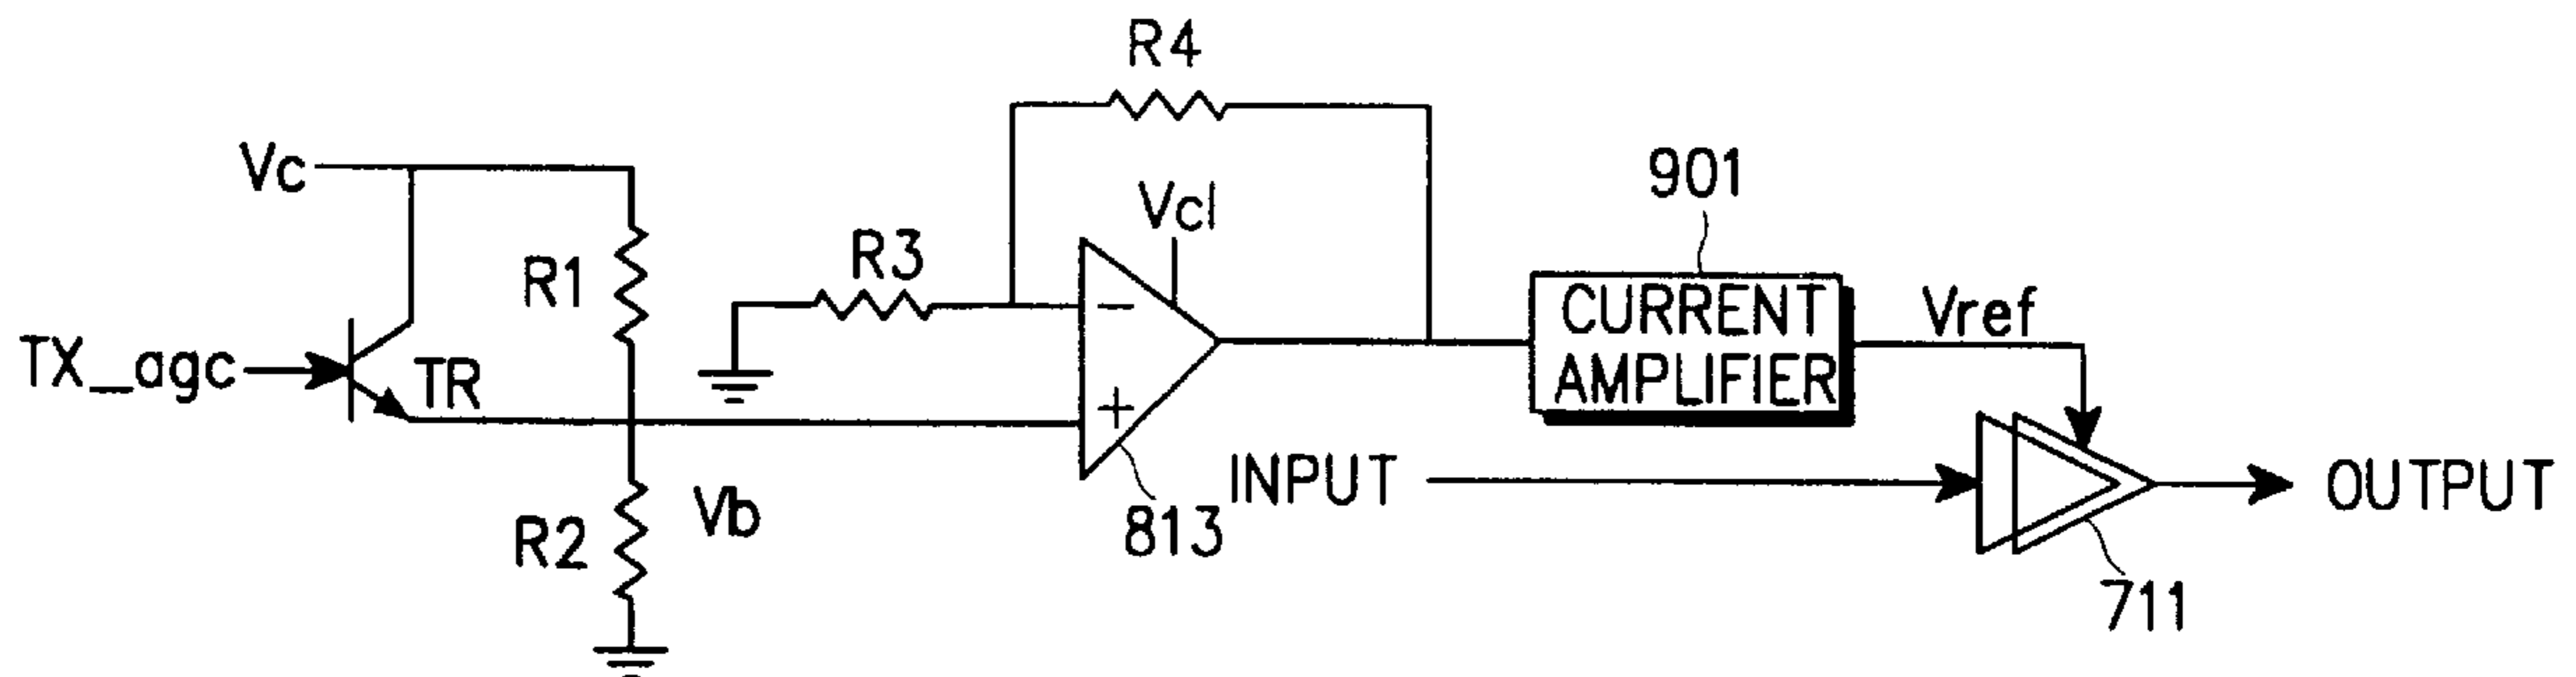 R4
Vc
901
Vcl
R3
R1
CURRENT
AMPLIFIER
Vref
TX_agc
TR
−
+
INPUT
OUTPUT
Vb
R2
813
711